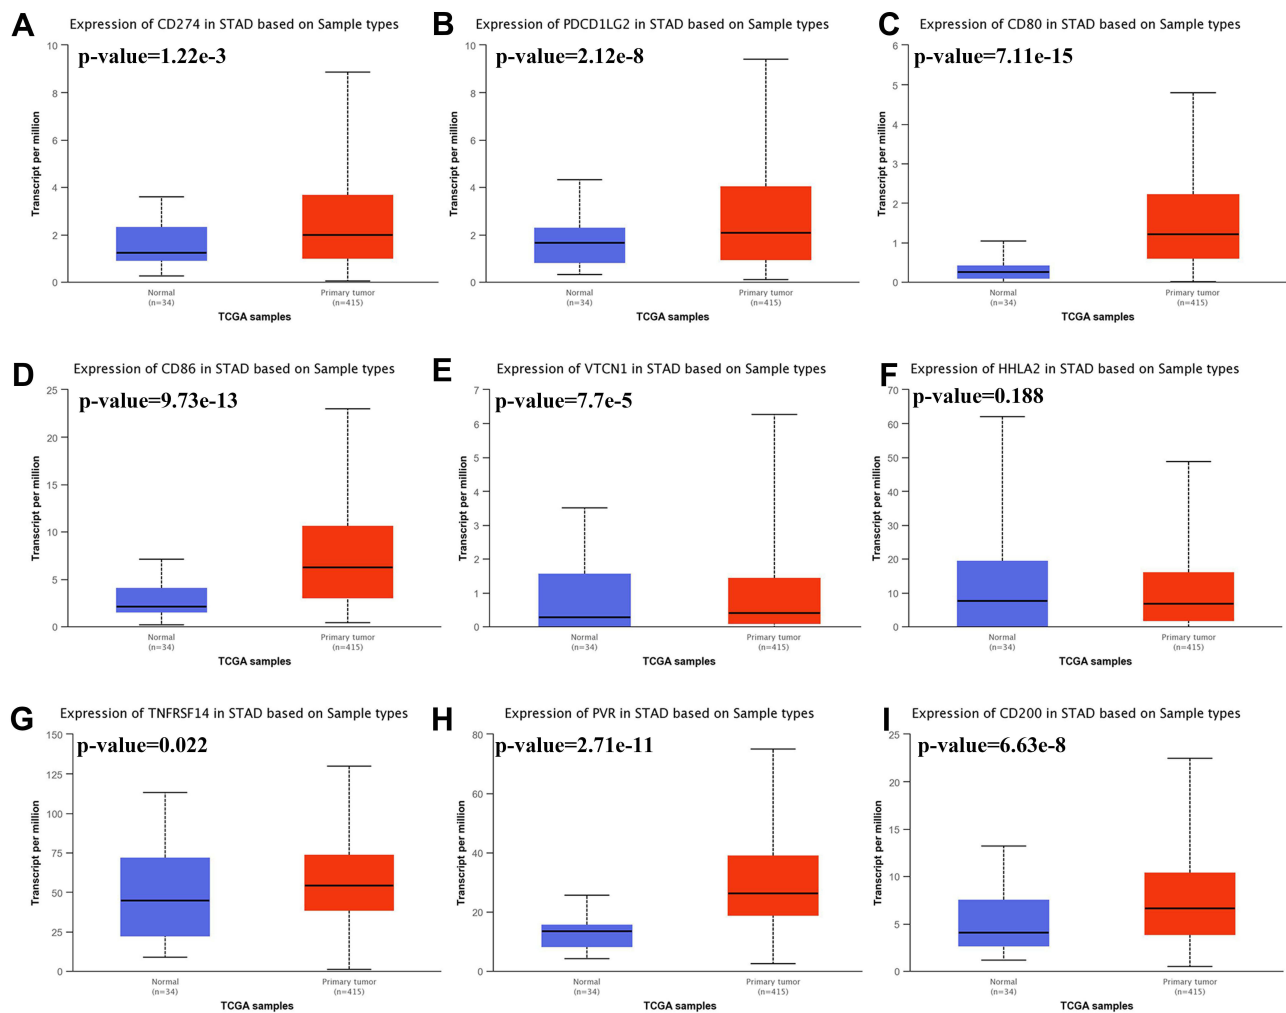 A
Expression of CD274 in STAD based on Sample types
p-value=1.22e-3
10
8
6
4
2
0
Transcript per million
Normal
(n=34)
Primary tumor
(n=415)
TCGA samples
B
Expression of PDCD1LG2 in STAD based on Sample types
p-value=2.12e-8
10
8
6
4
2
0
Transcript per million
Normal
(n=34)
Primary tumor
(n=415)
TCGA samples
C
Expression of CD80 in STAD based on Sample types
p-value=7.11e-15
6
5
4
3
2
1
0
Transcript per million
Normal
(n=34)
Primary tumor
(n=415)
TCGA samples
D
Expression of CD86 in STAD based on Sample types
p-value=9.73e-13
25
20
15
10
5
0
Transcript per million
Normal
(n=34)
Primary tumor
(n=415)
TCGA samples
E
Expression of VTCN1 in STAD based on Sample types
p-value=7.7e-5
7
6
5
4
3
2
1
0
Transcript per million
Normal
(n=34)
Primary tumor
(n=415)
TCGA samples
F
Expression of HHLA2 in STAD based on Sample types
p-value=0.188
70
60
50
40
30
20
10
0
Transcript per million
Normal
(n=34)
Primary tumor
(n=415)
TCGA samples
G
Expression of TNFRSF14 in STAD based on Sample types
p-value=0.022
150
125
100
75
50
25
0
Transcript per million
Normal
(n=34)
Primary tumor
(n=415)
TCGA samples
H
Expression of PVR in STAD based on Sample types
p-value=2.71e-11
80
60
40
20
0
Transcript per million
Normal
(n=34)
Primary tumor
(n=415)
TCGA samples
I
Expression of CD200 in STAD based on Sample types
p-value=6.63e-8
25
20
15
10
5
0
Transcript per million
Normal
(n=34)
Primary tumor
(n=415)
TCGA samples